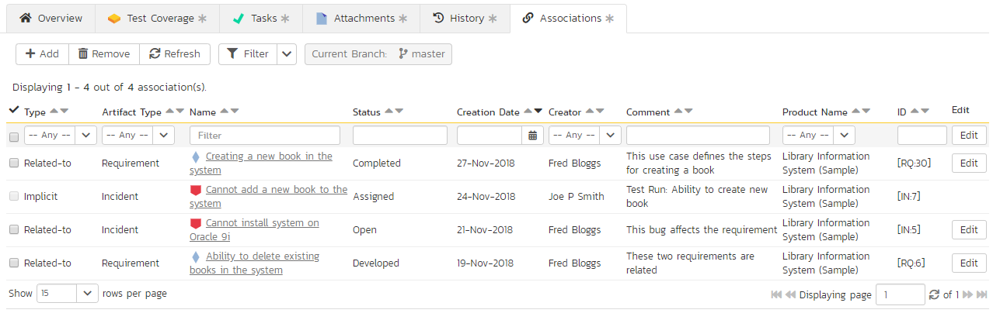 Overview Test Coverage Tasks Attachments History Associations
Add Remove Refresh Filter Current Branch: master
Displaying 1 - 4 out of 4 association(s).
Type Artifact Type Name Status Creation Date Creator Comment Product Name ID Edit
-- Any -- -- Any -- Filter -- Any -- -- Any -- Edit
Related-to Requirement Creating a new book in the system Completed 27-Nov-2018 Fred Bloggs This use case defines the steps for creating a book Library Information System (Sample) [RQ:30] Edit
Implicit Incident Cannot add a new book to the system Assigned 24-Nov-2018 Joe P Smith Test Run: Ability to create new book Library Information System (Sample) [IN:7]
Related-to Incident Cannot install system on Oracle 9i Open 21-Nov-2018 Fred Bloggs This bug affects the requirement Library Information System (Sample) [IN:5] Edit
Related-to Requirement Ability to delete existing books in the system Developed 19-Nov-2018 Fred Bloggs These two requirements are related Library Information System (Sample) [RQ:6] Edit
Show 15 rows per page Displaying page 1 of 1